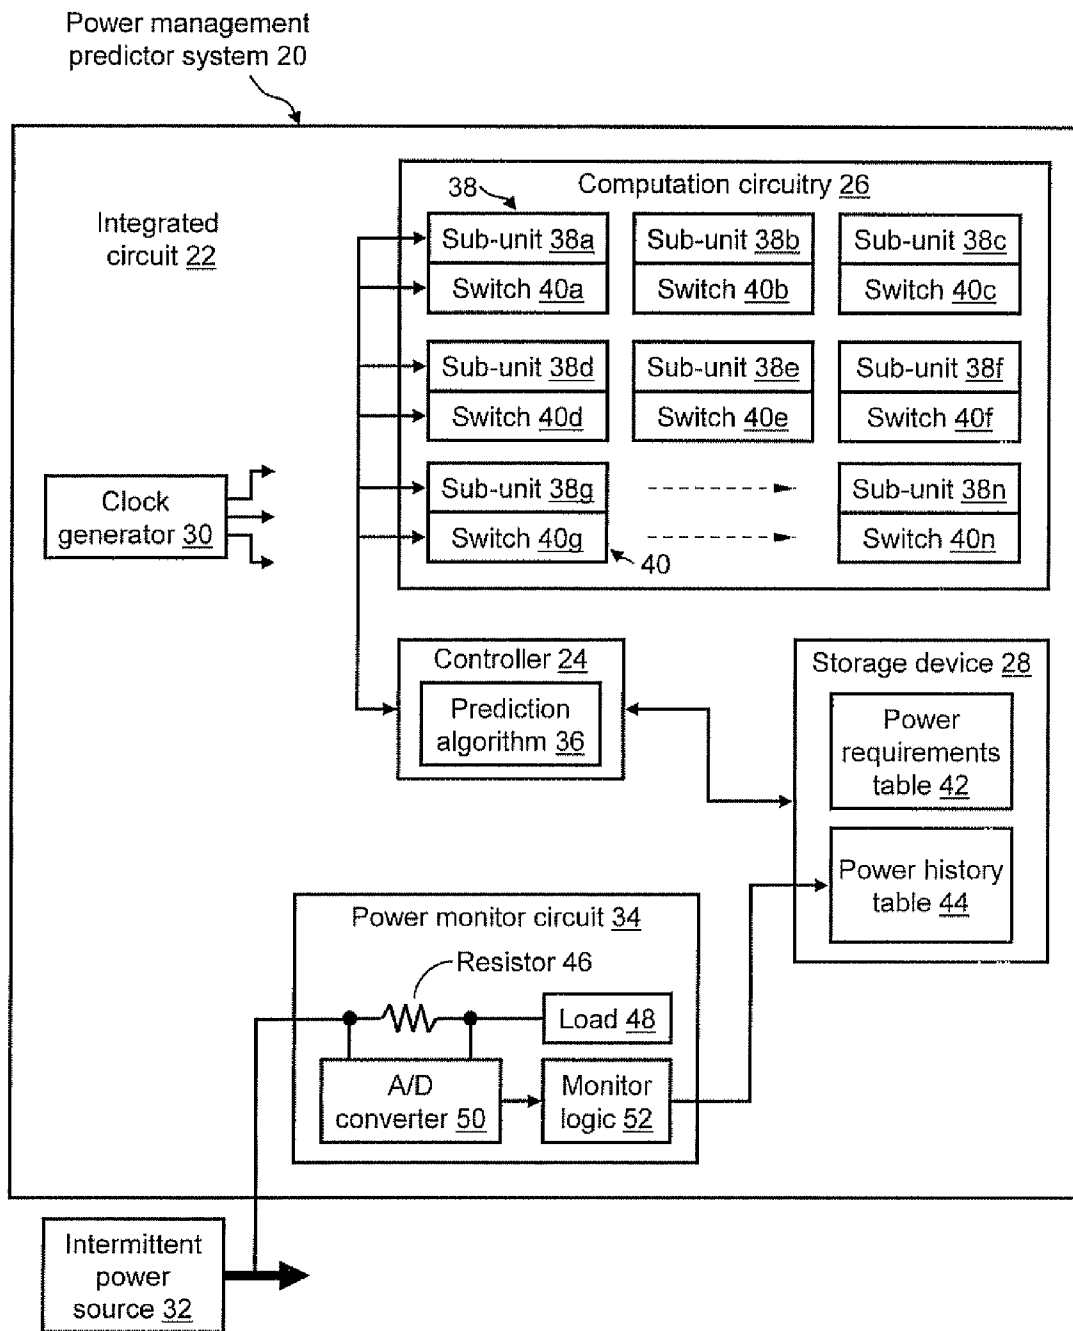 Power management
predictor system 20
Integrated
circuit 22
Computation circuitry 26
38
Sub-unit 38a
Switch 40a
Sub-unit 38b
Switch 40b
Sub-unit 38c
Switch 40c
Sub-unit 38d
Switch 40d
Sub-unit 38e
Switch 40e
Sub-unit 38f
Switch 40f
Sub-unit 38g
Switch 40g
Sub-unit 38n
Switch 40n
40
Clock
generator 30
Controller 24
Prediction
algorithm 36
Storage device 28
Power
requirements
table 42
Power history
table 44
Power monitor circuit 34
Resistor 46
Load 48
A/D
converter 50
Monitor
logic 52
Intermittent
power
source 32